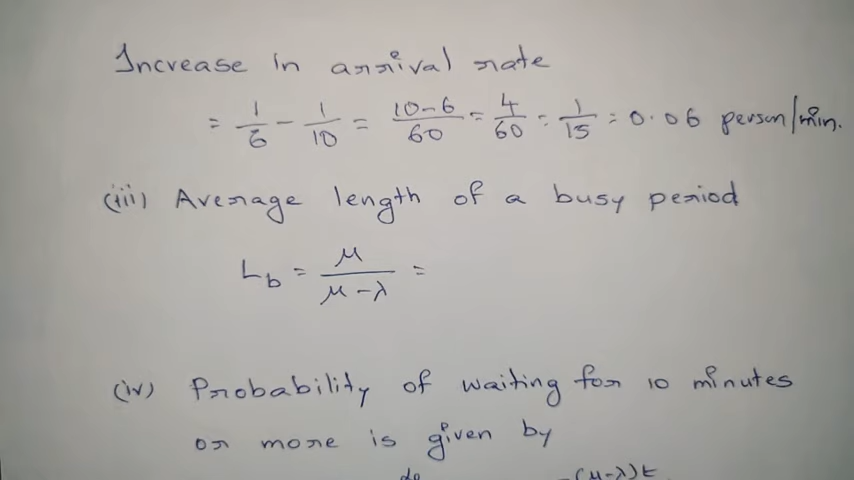 Increase in arrival rate
= 1/6 - 1/10 = 10-6/60 = 4/60 = 1/15 = 0.06 person/min.
(iii) Average length of a busy period
L_b = μ/μ-λ =
(iv) Probability of waiting for 10 minutes
or more is given by
-(μ-λ)t